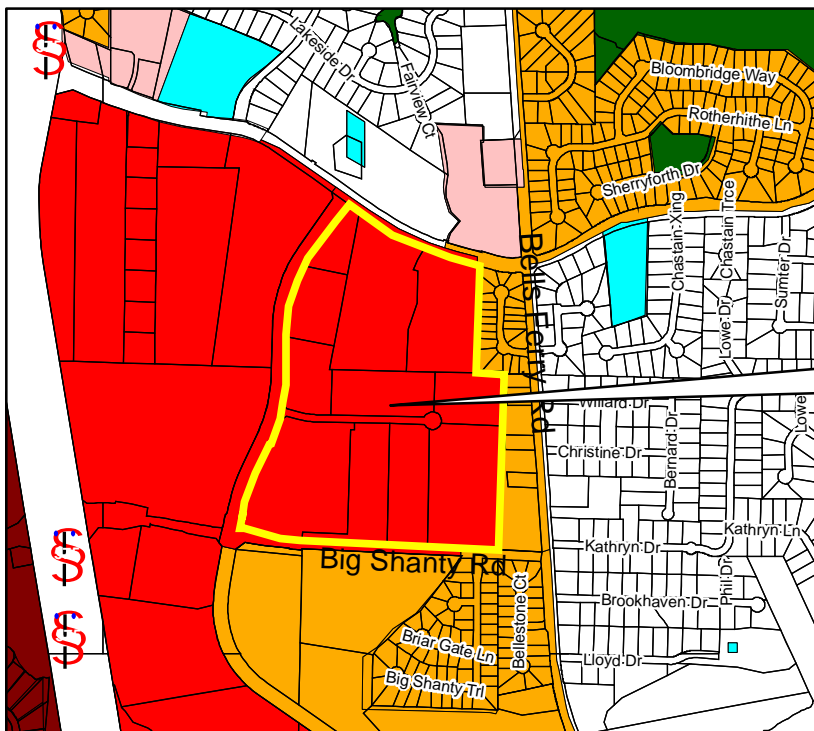 Lakeside Dr
Fairview Ct
Bloombridge Way
Rotherhithe Ln
Sherryforth Dr
Chastain Xing
Chastain Trce
Sumter Dr
Lowe Dr
Bells Ferry Rd
Willard Dr
Lowe
Bernard Dr
Christine Dr
Kathryn Ln
Kathryn Dr
Big Shanty Rd
Phil Dr
Bellestone Ct
Brookhaven Dr
Briar Gate Ln
Lloyd Dr
Big Shanty Trl